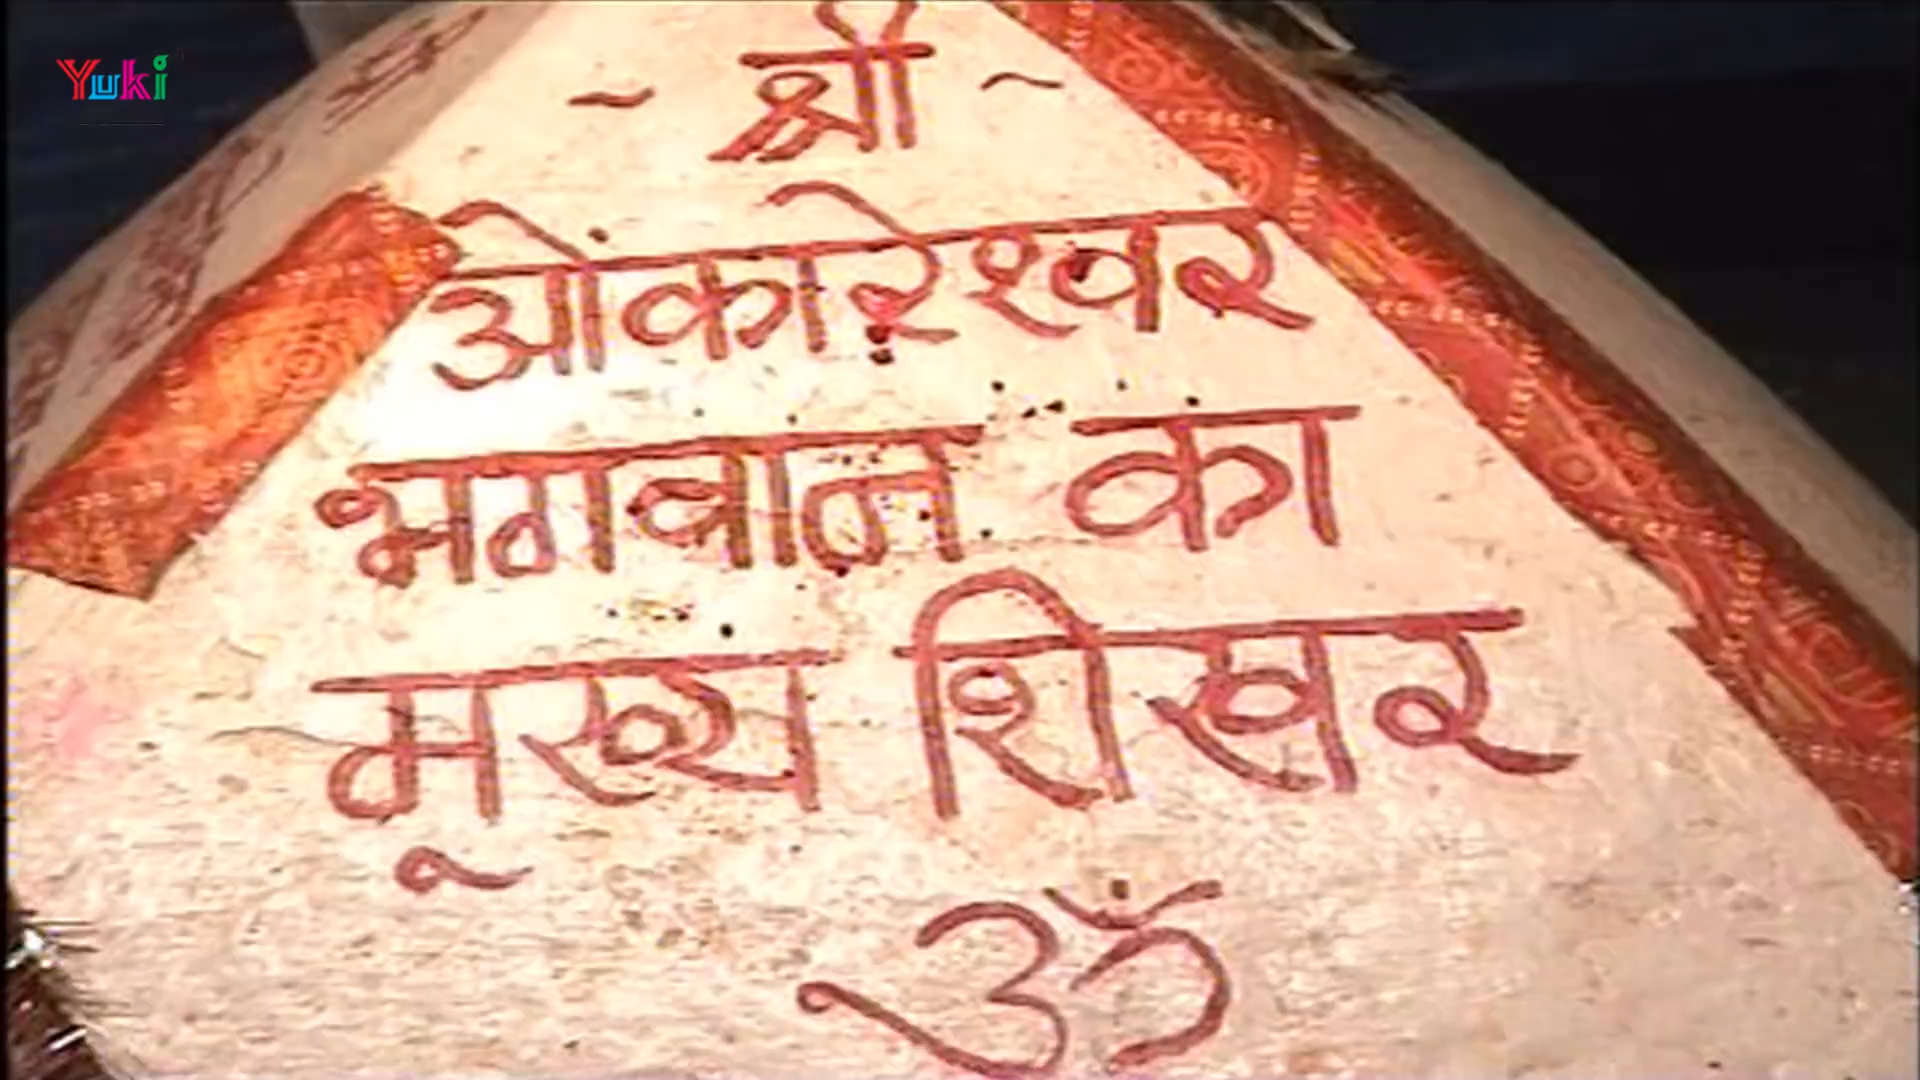 Yuki
~ श्री ~
ओंकारेश्वर
भगवान का
मूख्य शिखर
ॐ